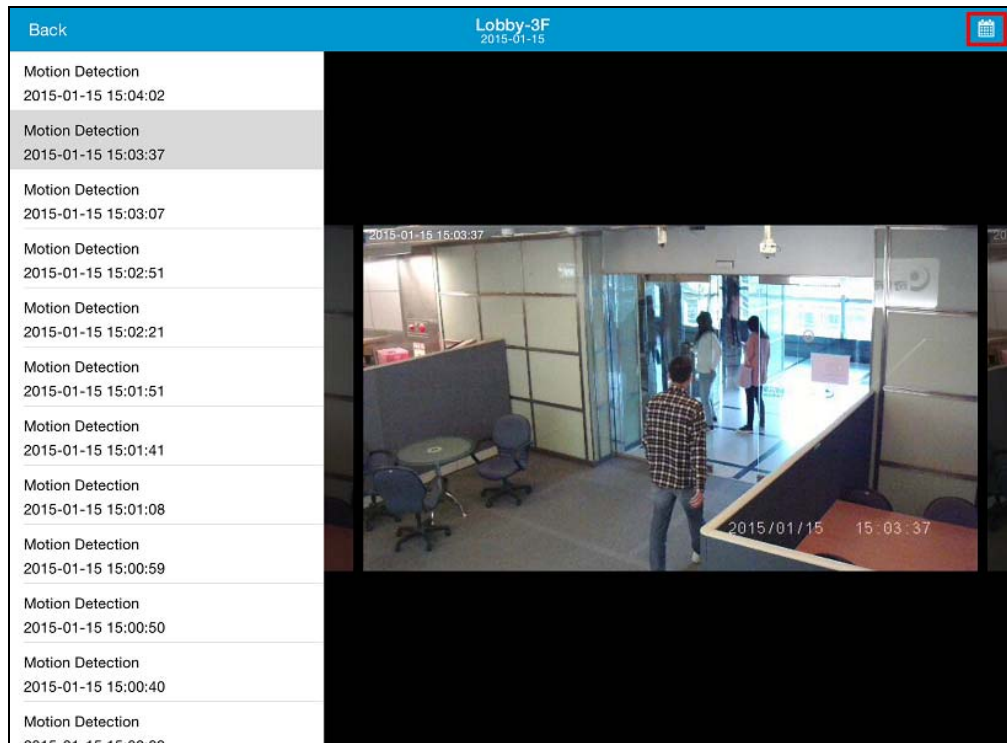 Back
Lobby-3F
2015-01-15
Motion Detection
2015-01-15 15:04:02
Motion Detection
2015-01-15 15:03:37
Motion Detection
2015-01-15 15:03:07
Motion Detection
2015-01-15 15:02:51
Motion Detection
2015-01-15 15:02:21
Motion Detection
2015-01-15 15:01:51
Motion Detection
2015-01-15 15:01:41
Motion Detection
2015-01-15 15:01:08
Motion Detection
2015-01-15 15:00:59
Motion Detection
2015-01-15 15:00:50
Motion Detection
2015-01-15 15:00:40
Motion Detection
2015-01-15 15:03:37
20
2015/01/15 15:03:37